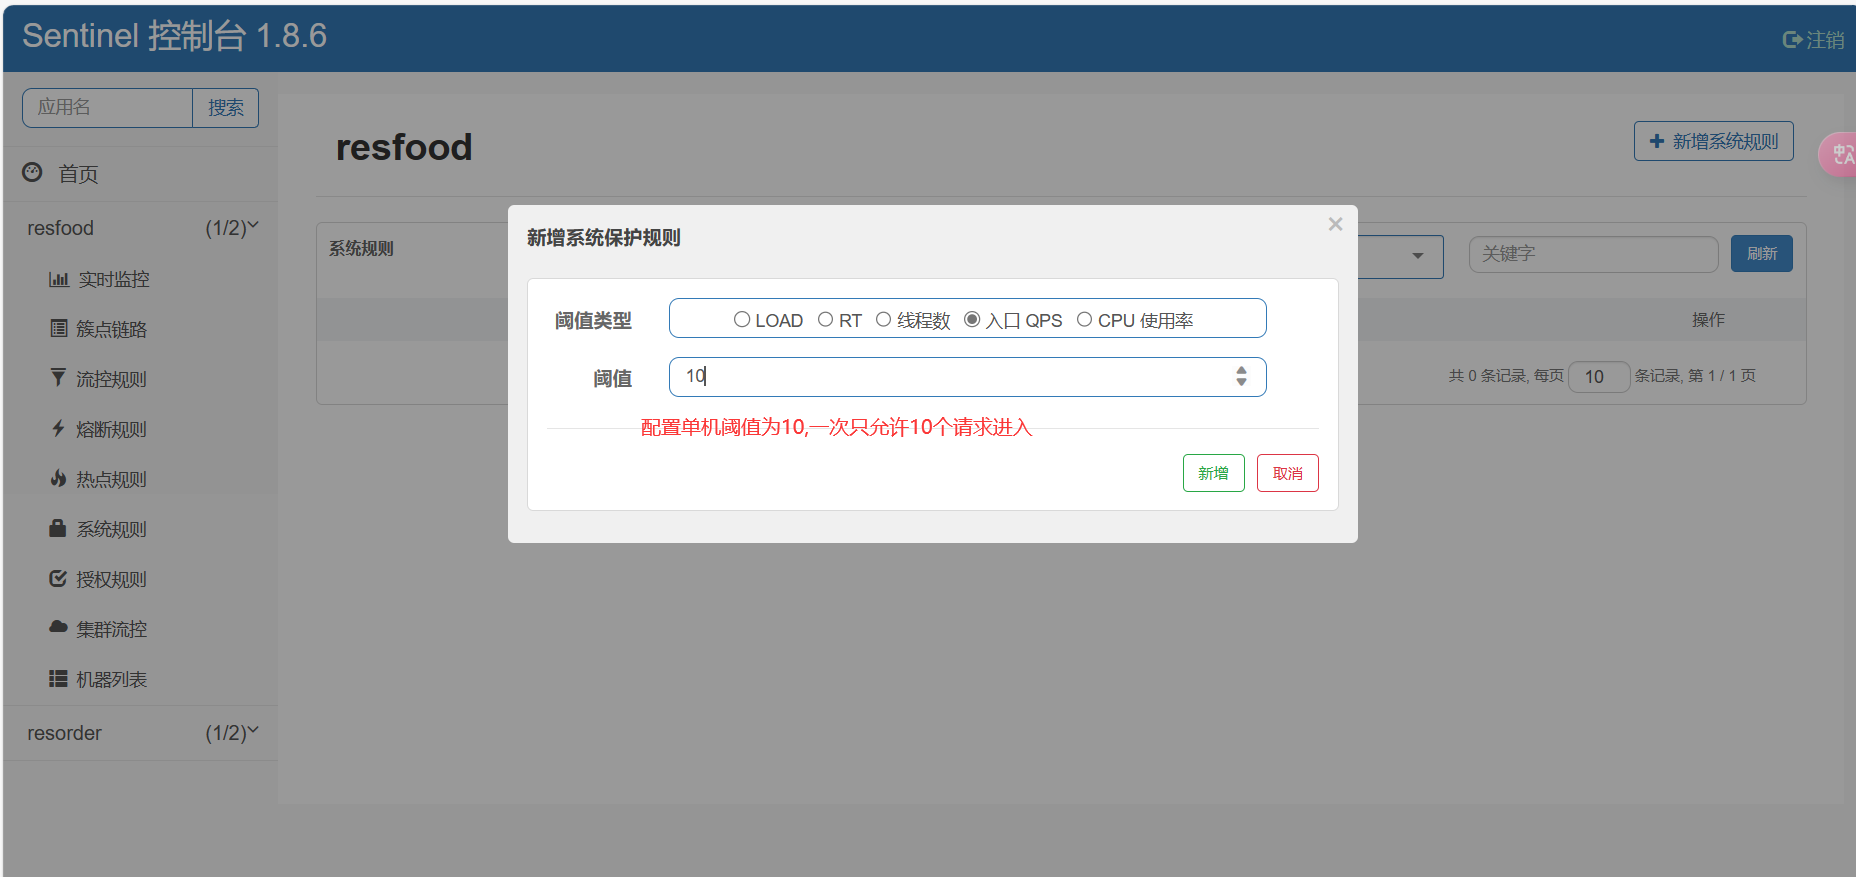 Sentinel 控制台 1.8.6
注销
应用名
搜索
首页
resfood (1/2)
实时监控
簇点链路
流控规则
熔断规则
热点规则
系统规则
授权规则
集群流控
机器列表
resorder (1/2)
resfood
新增系统规则
中A
系统规则
关键字
刷新
操作
共 0 条记录, 每页 10 条记录, 第 1 / 1 页
新增系统保护规则
×
阈值类型
LOAD RT 线程数 入口 QPS CPU 使用率
阈值
10
配置单机阈值为10,一次只允许10个请求进入
新增
取消